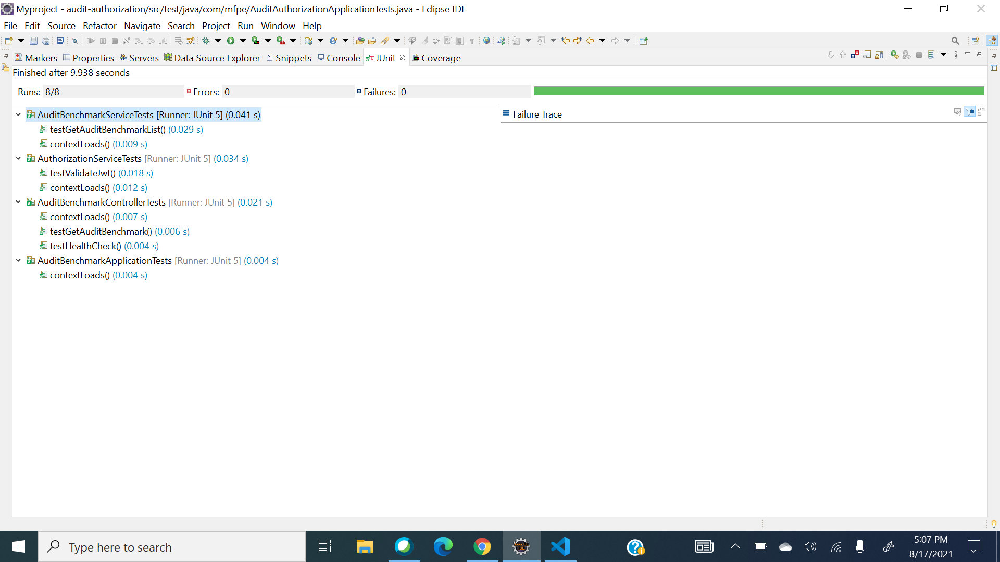 Myproject - audit-authorization/src/test/java/com/mfpe/AuditAuthorizationApplicationTests.java - Eclipse IDE
File Edit Source Refactor Navigate Search Project Run Window Help
Markers Properties Servers Data Source Explorer Snippets Console JUnit Coverage
Finished after 9.938 seconds
Runs: 8/8 Errors: 0 Failures: 0
AuditBenchmarkServiceTests [Runner: JUnit 5] (0.041 s)
Failure Trace
testGetAuditBenchmarkList() (0.029 s)
contextLoads() (0.009 s)
AuthorizationServiceTests [Runner: JUnit 5] (0.034 s)
testValidateJwt() (0.018 s)
contextLoads() (0.012 s)
AuditBenchmarkControllerTests [Runner: JUnit 5] (0.021 s)
contextLoads() (0.007 s)
testGetAuditBenchmark() (0.006 s)
testHealthCheck() (0.004 s)
AuditBenchmarkApplicationTests [Runner: JUnit 5] (0.004 s)
contextLoads() (0.004 s)
Type here to search
5:07 PM
8/17/2021